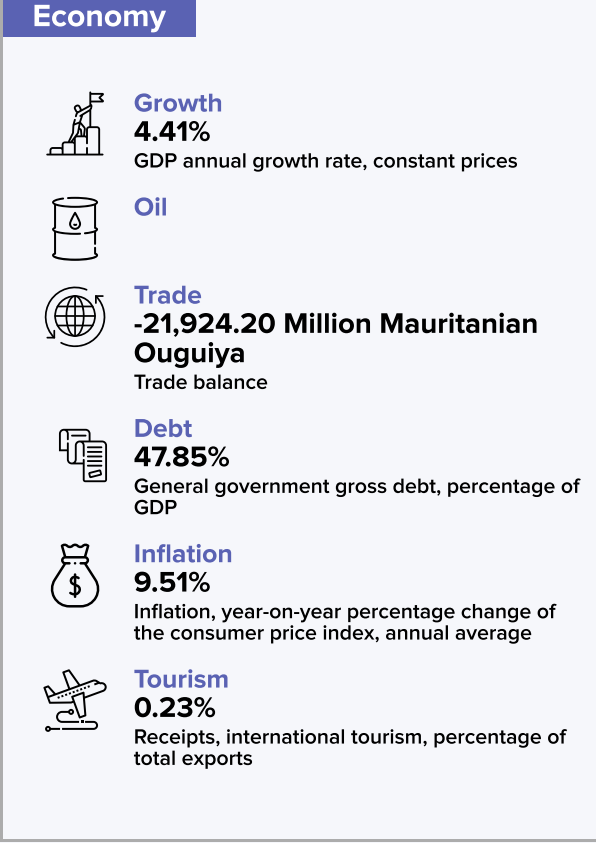 Economy
Growth
4.41%
GDP annual growth rate, constant prices
Oil
Trade
-21,924.20 Million Mauritanian
Ouguiya
Trade balance
Debt
47.85%
General government gross debt, percentage of
GDP
Inflation
$
9.51%
Inflation, year-on-year percentage change of
the consumer price index, annual average
Tourism
0.23%
Receipts, international tourism, percentage of
total exports